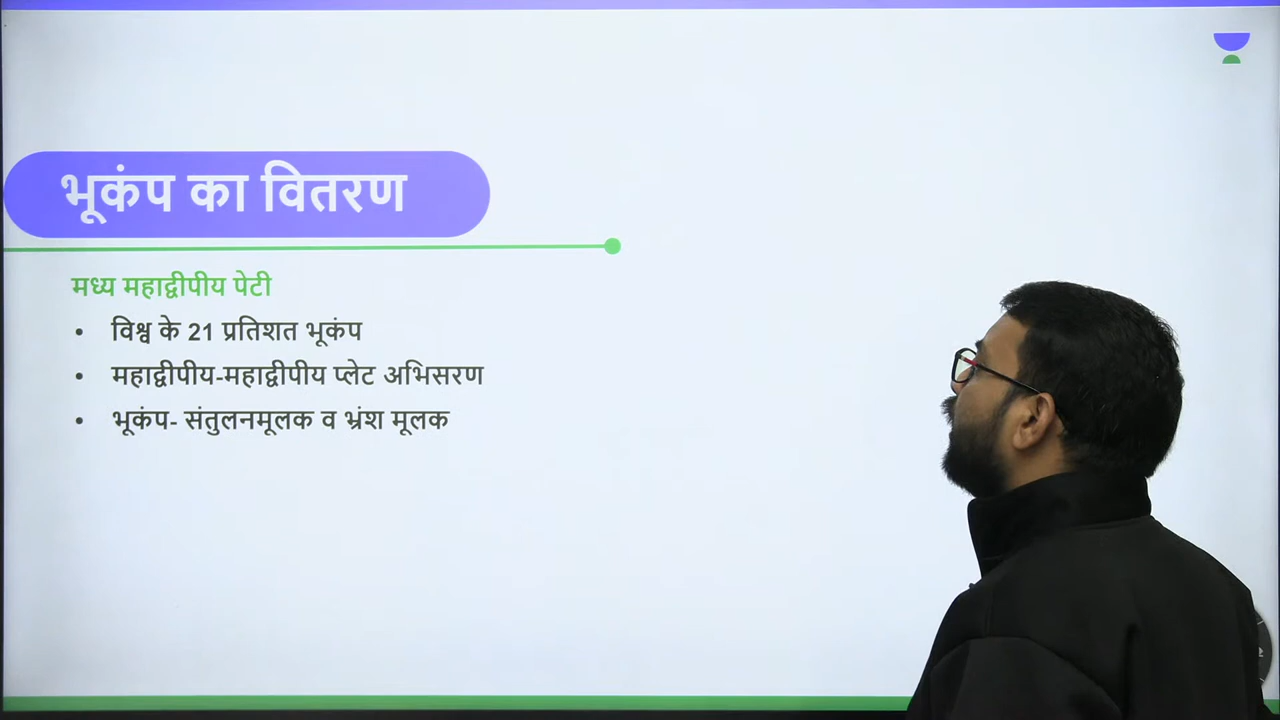 भूकंप का वितरण
मध्य महाद्वीपीय पेटी
• विश्व के 21 प्रतिशत भूकंप
• महाद्वीपीय-महाद्वीपीय प्लेट अभिसरण
• भूकंप- संतुलनमूलक व भ्रंश मूलक